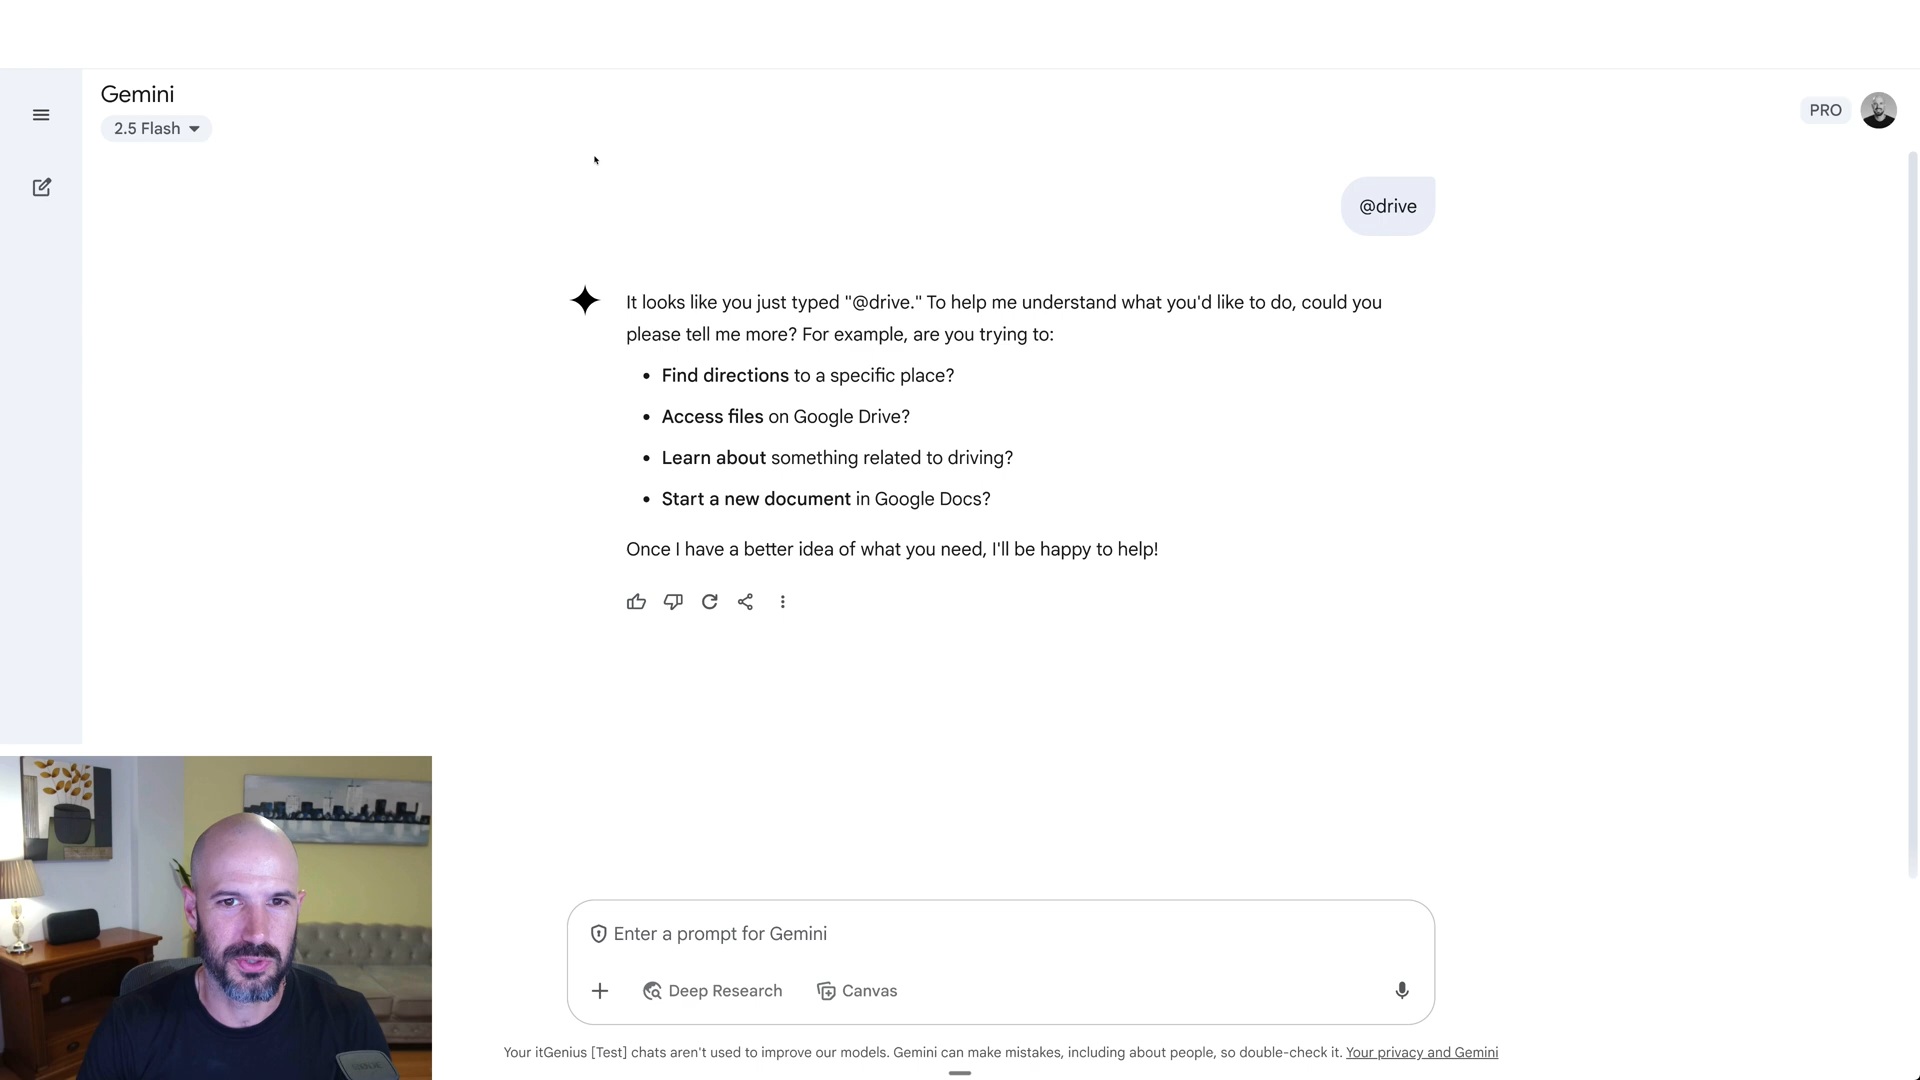 Gemini
2.5 Flash
PRO
@drive
It looks like you just typed "@drive." To help me understand what you'd like to do, could you
please tell me more? For example, are you trying to:
• Find directions to a specific place?
• Access files on Google Drive?
• Learn about something related to driving?
• Start a new document in Google Docs?
Once I have a better idea of what you need, I'll be happy to help!
Enter a prompt for Gemini
Deep Research
Canvas
Your itGenius [Test] chats aren't used to improve our models. Gemini can make mistakes, including about people, so double-check it. Your privacy and Gemini